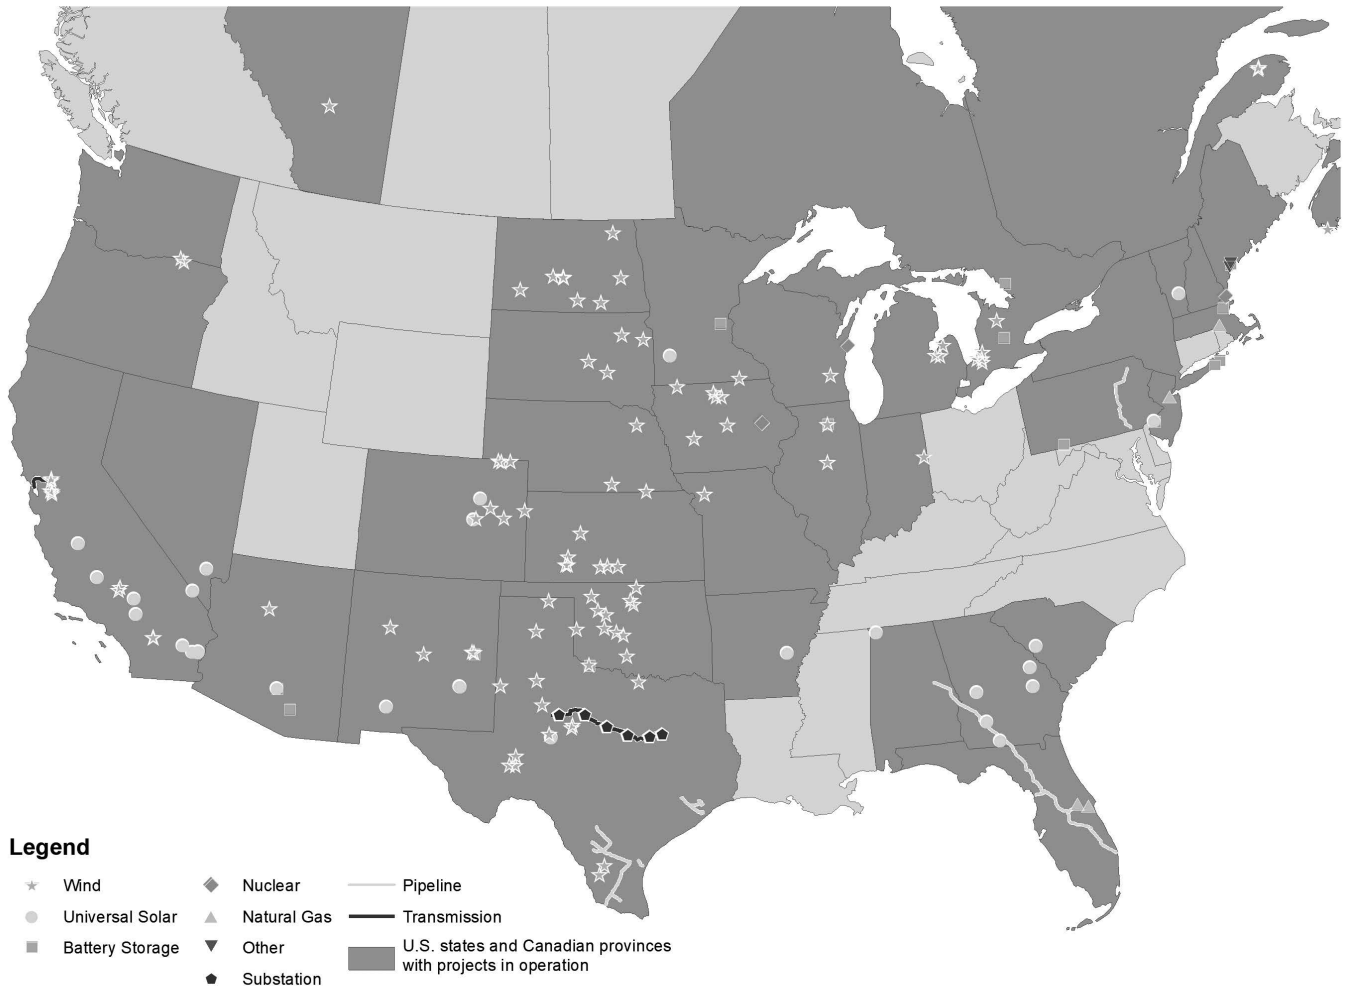 Legend
Wind
Universal Solar
Battery Storage
Nuclear
Natural Gas
Other
Substation
Pipeline
Transmission
U.S. states and Canadian provinces
with projects in operation